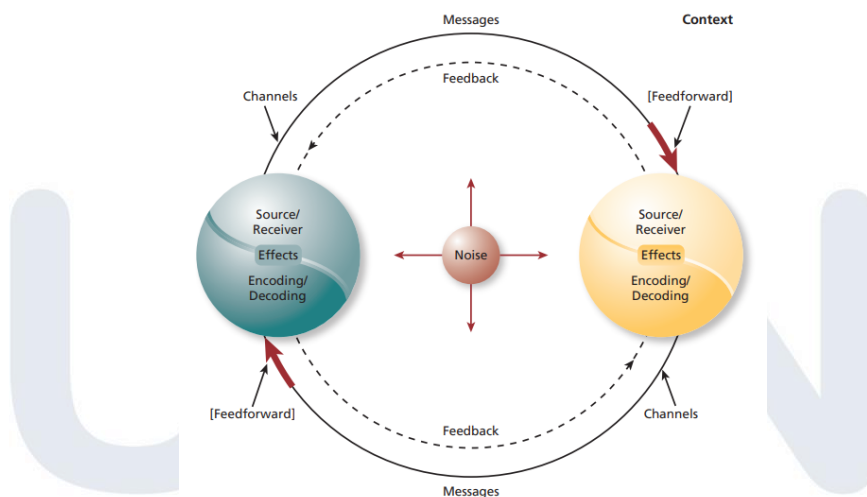 Messages
Context
Feedback
Channels
[Feedforward]
Source/
Receiver
Effects
Encoding/
Decoding
Noise
Source/
Receiver
Effects
Encoding/
Decoding
[Feedforward]
Feedback
Channels
Messages